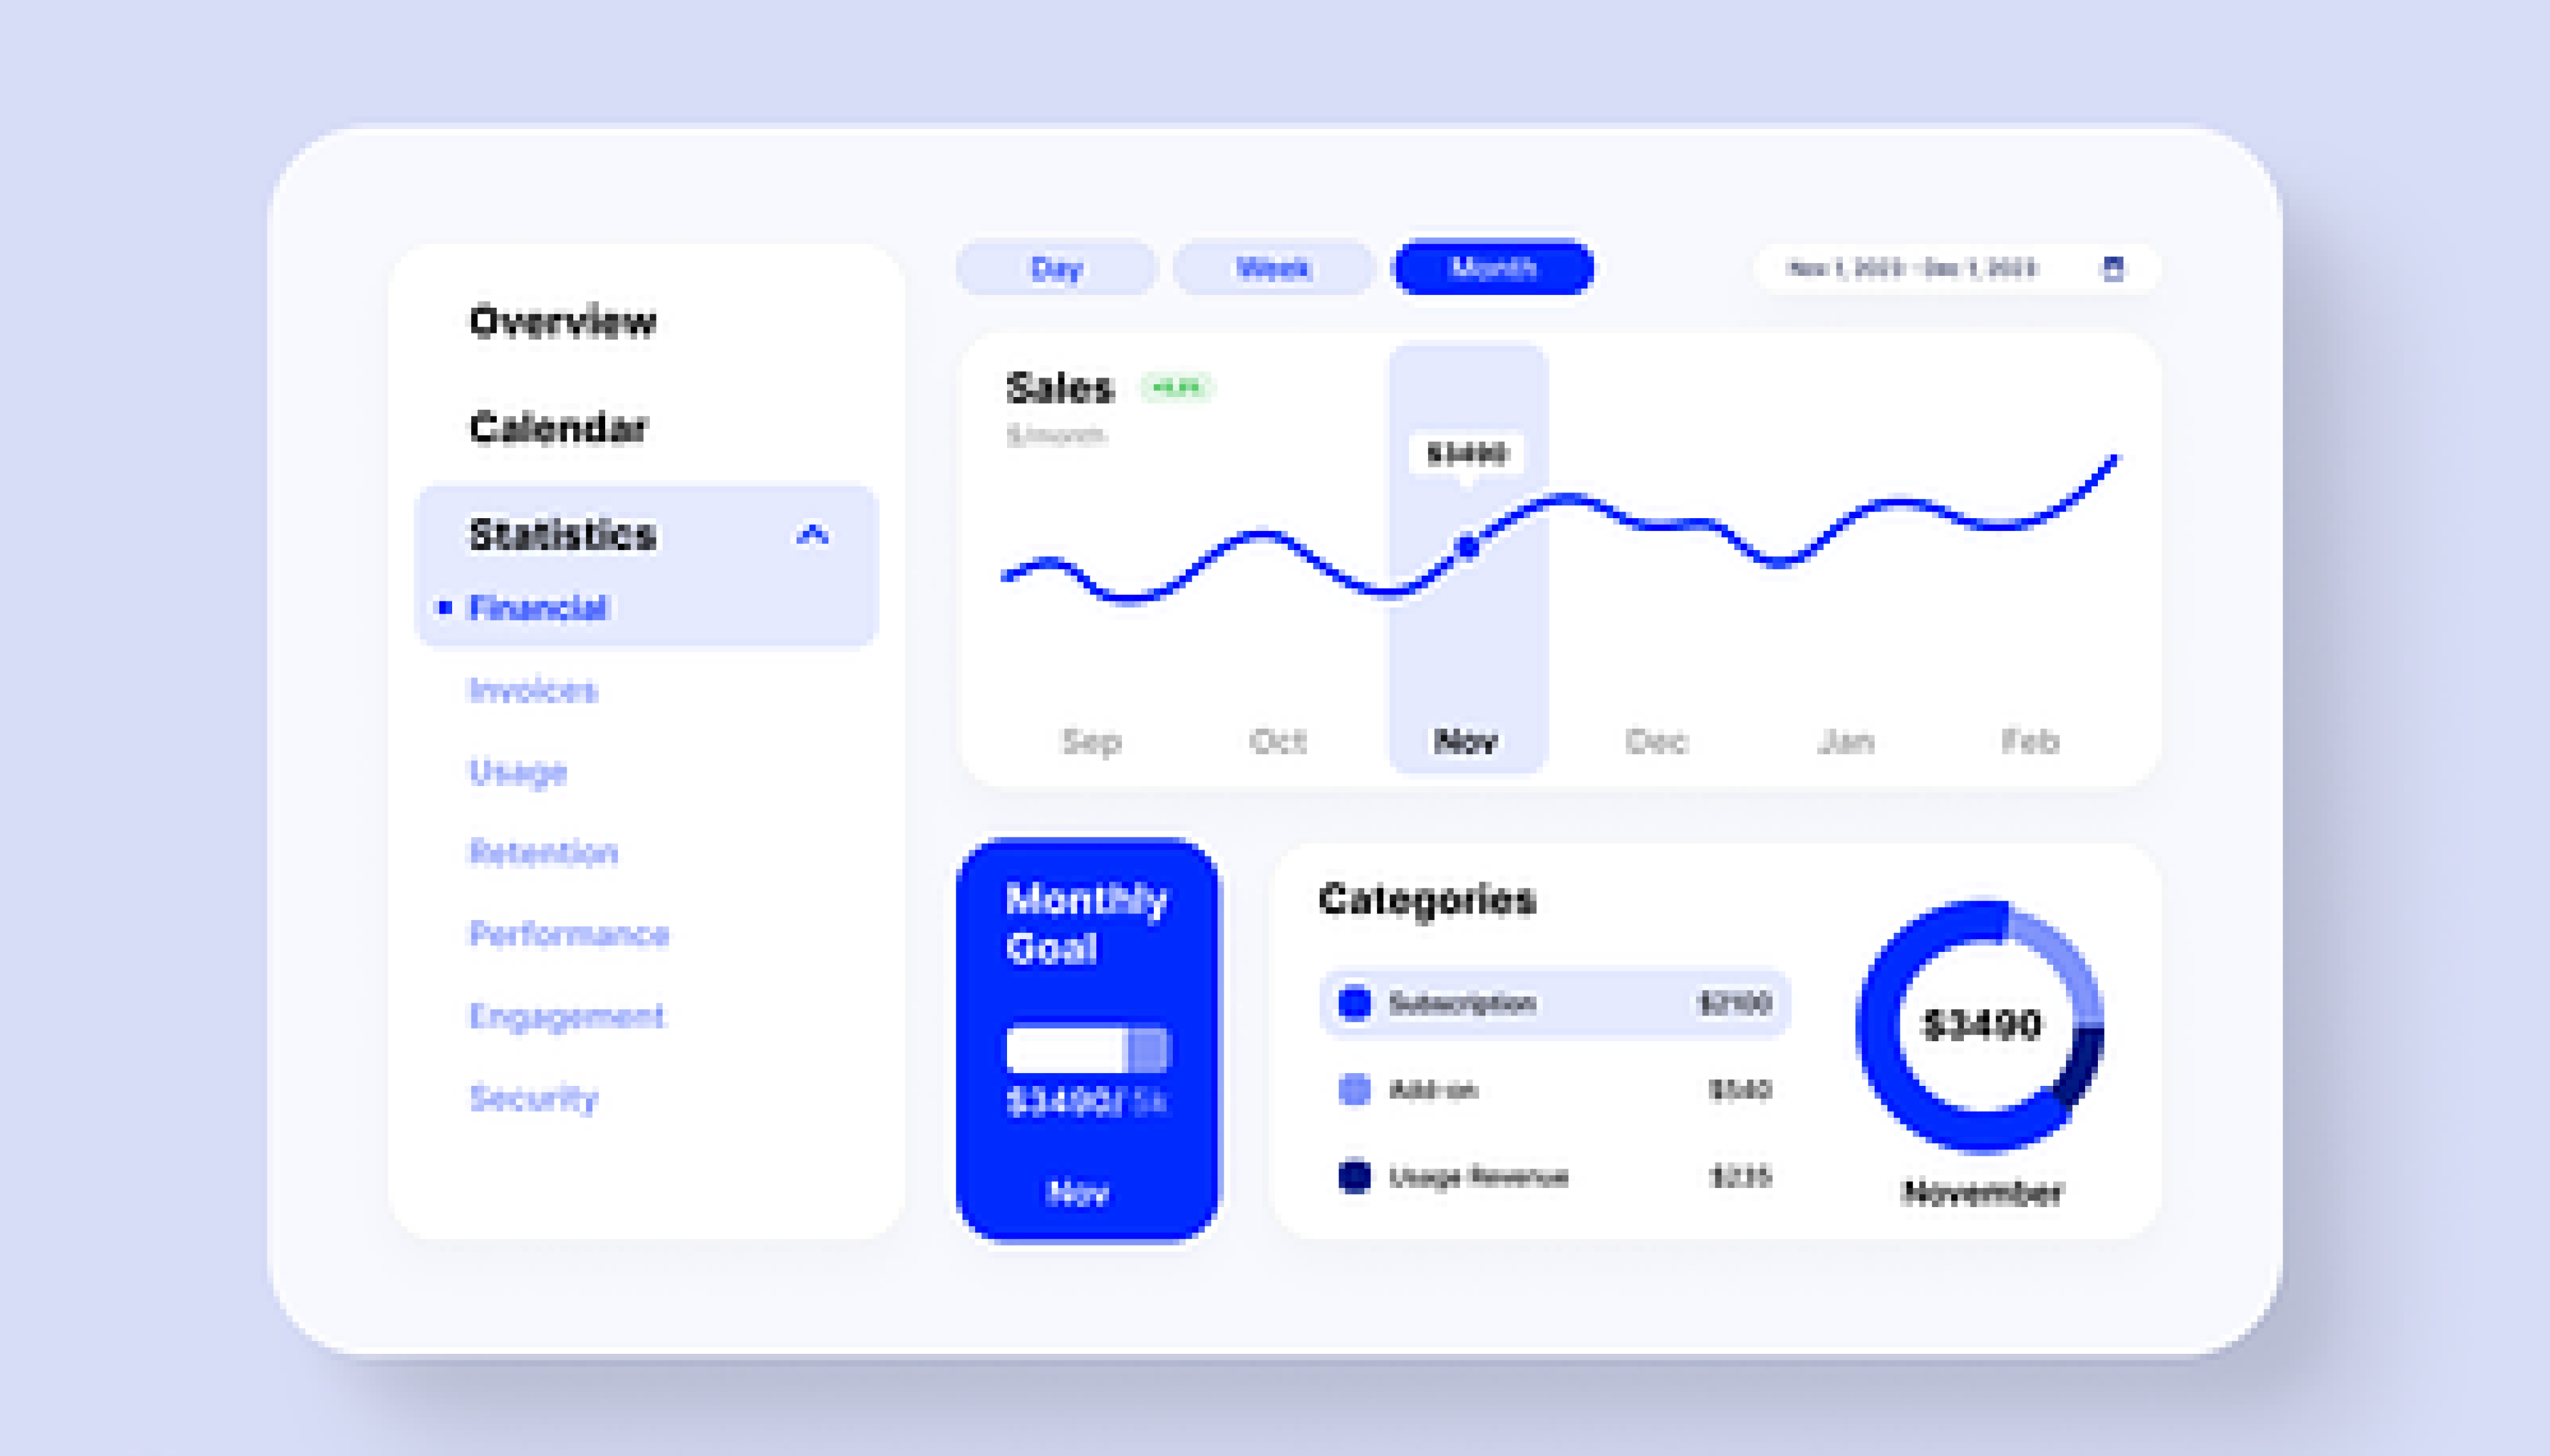 Overview
Calendar
Statistics
Financial
Invoices
Usage
Retention
Performance
Engagement
Security
Day
Week
Month
Nov 1, 2023 - Dec 1, 2023
Sales
$/month
$3490
Sep
Oct
Nov
Dec
Jan
Feb
Monthly
Goal
$3490/ 5k
Nov
Categories
Subscription $2100
Add-on $540
Usage Revenue $235
$3490
November